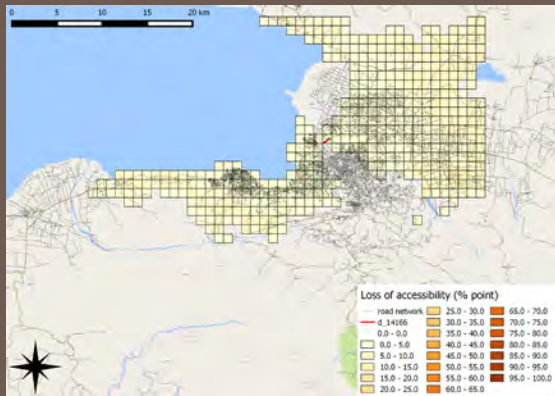 0 5 10 15 20 km
Loss of accessibility (% point)
road network
d_14166
0.0 - 0.0
0.0 - 5.0
5.0 - 10.0
10.0 - 15.0
15.0 - 20.0
20.0 - 25.0
25.0 - 30.0
30.0 - 35.0
35.0 - 40.0
40.0 - 45.0
45.0 - 50.0
50.0 - 55.0
55.0 - 60.0
60.0 - 65.0
65.0 - 70.0
70.0 - 75.0
75.0 - 80.0
80.0 - 85.0
85.0 - 90.0
90.0 - 95.0
95.0 - 100.0